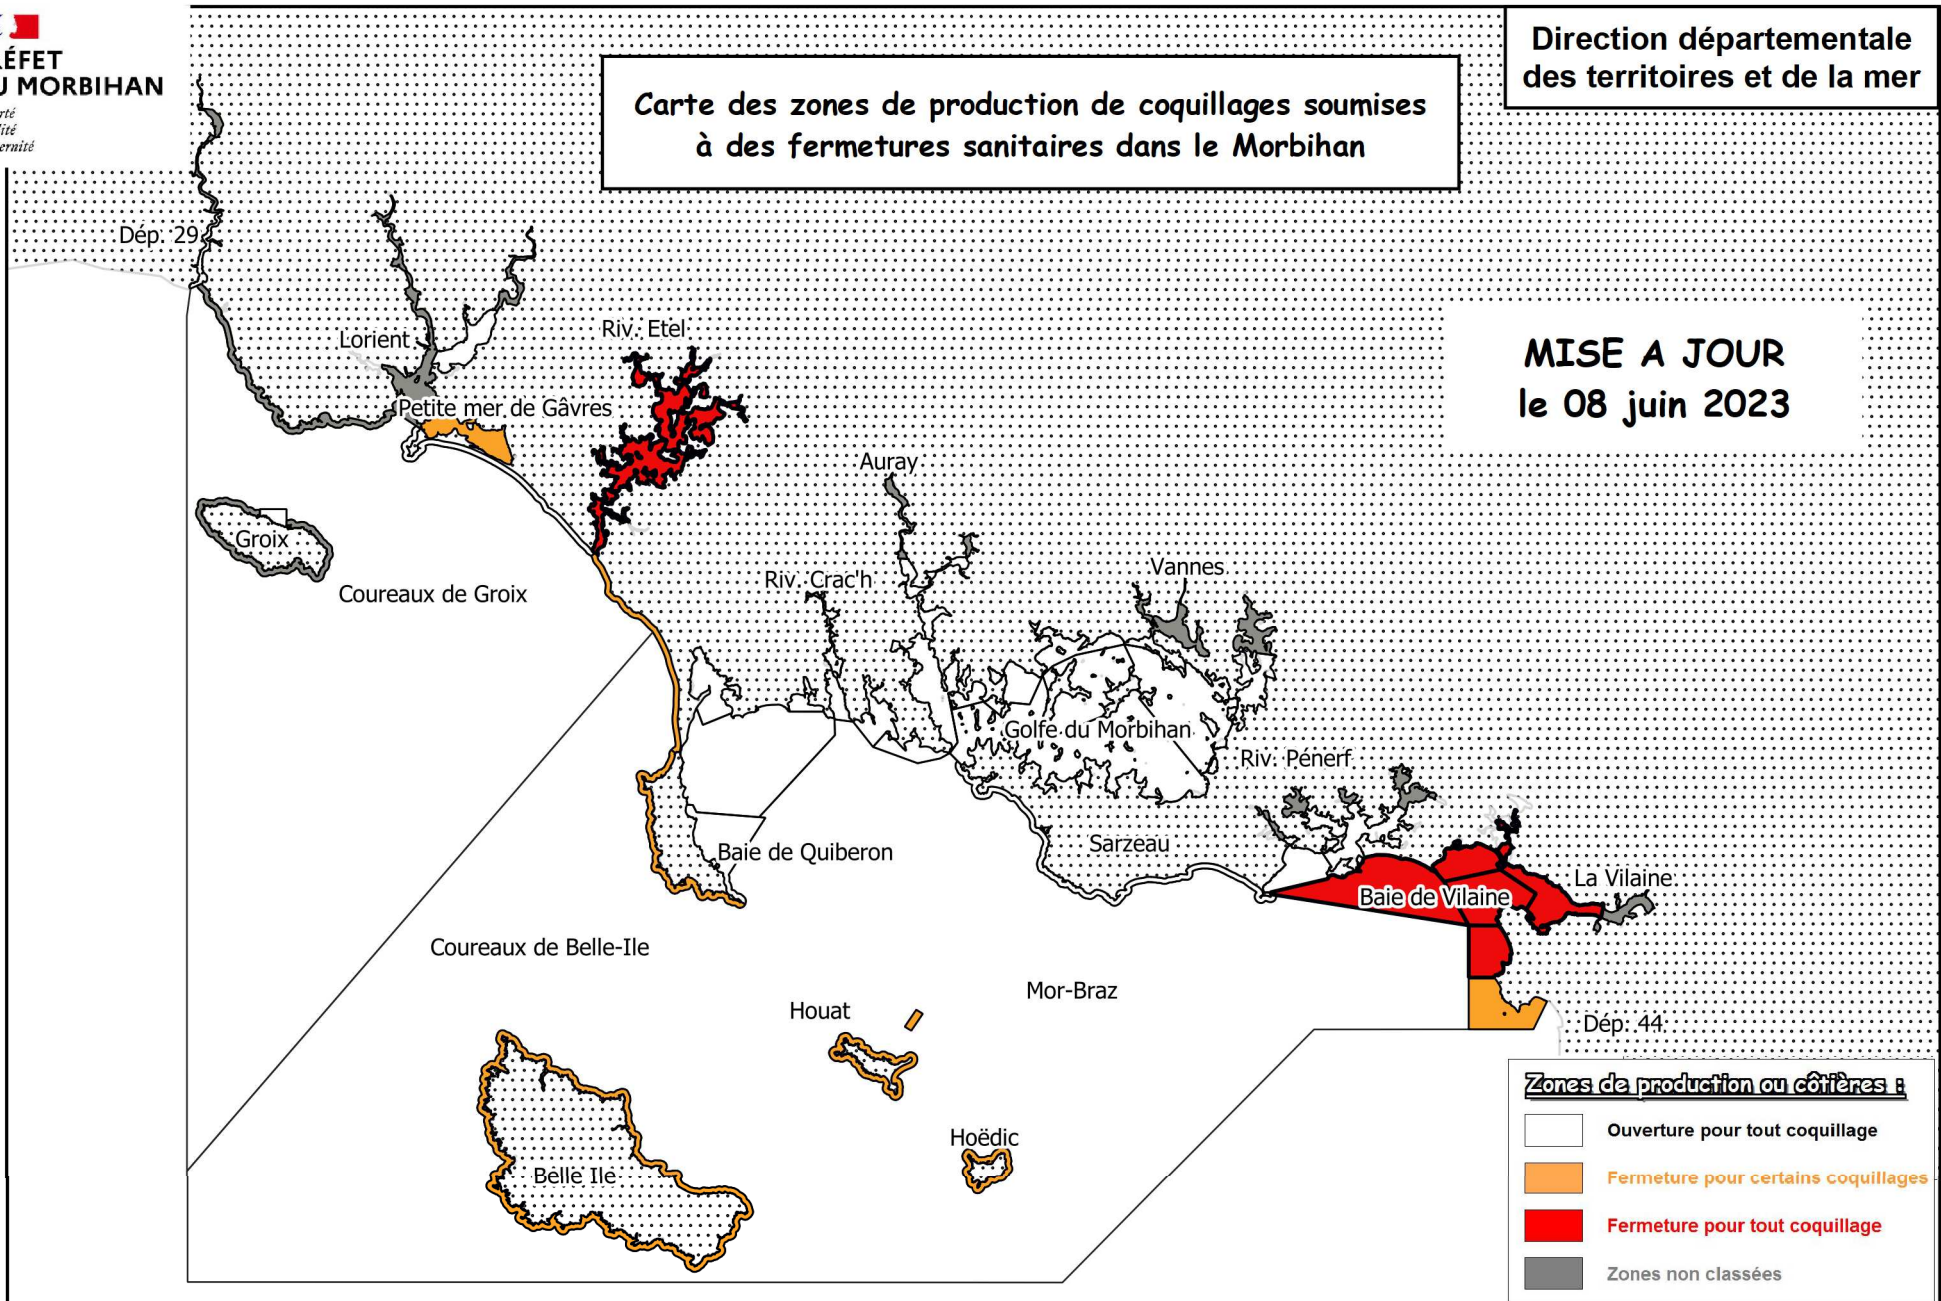 ÉFET
U MORBIHAN
rté
ité
ernité
Direction départementale
des territoires et de la mer
Carte des zones de production de coquillages soumises
à des fermetures sanitaires dans le Morbihan
MISE A JOUR
le 08 juin 2023
Dép. 29
Lorient
Riv. Etel
Petite mer de Gâvres
Auray
Groix
Coureaux de Groix
Riv. Crac'h
Vannes
Golfe du Morbihan
Riv. Pénerf
Sarzeau
Baie de Quiberon
La Vilaine
Baie de Vilaine
Coureaux de Belle-Ile
Mor-Braz
Houat
Dép. 44
Hoëdic
Belle Ile
Zones de production ou côtières :
Ouverture pour tout coquillage
Fermeture pour certains coquillages
Fermeture pour tout coquillage
Zones non classées